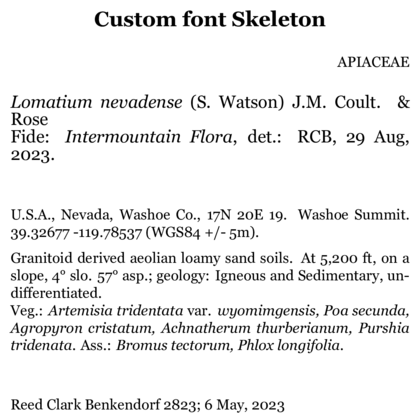 Custom font Skeleton
APIACEAE
Lomatium nevadense (S. Watson) J.M. Coult. &
Rose
Fide: Intermountain Flora, det.: RCB, 29 Aug,
2023.
U.S.A., Nevada, Washoe Co., 17N 20E 19. Washoe Summit.
39.32677 -119.78537 (WGS84 +/- 5m).
Granitoid derived aeolian loamy sand soils. At 5,200 ft, on a
slope, 4° slo. 57° asp.; geology: Igneous and Sedimentary, un-
differentiated.
Veg.: Artemisia tridentata var. wyomimgensis, Poa secunda,
Agropyron cristatum, Achnatherum thurberianum, Purshia
tridenata. Ass.: Bromus tectorum, Phlox longifolia.
Reed Clark Benkendorf 2823; 6 May, 2023